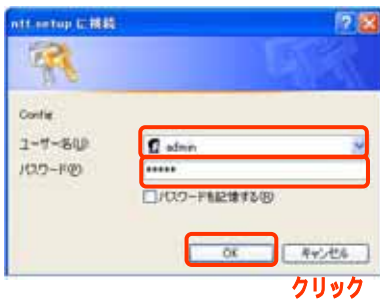 ntt.setup に接続
Config
ユーザー名(U)
admin
パスワード(P)
*****
パスワードを記憶する(R)
OK
キャンセル
クリック